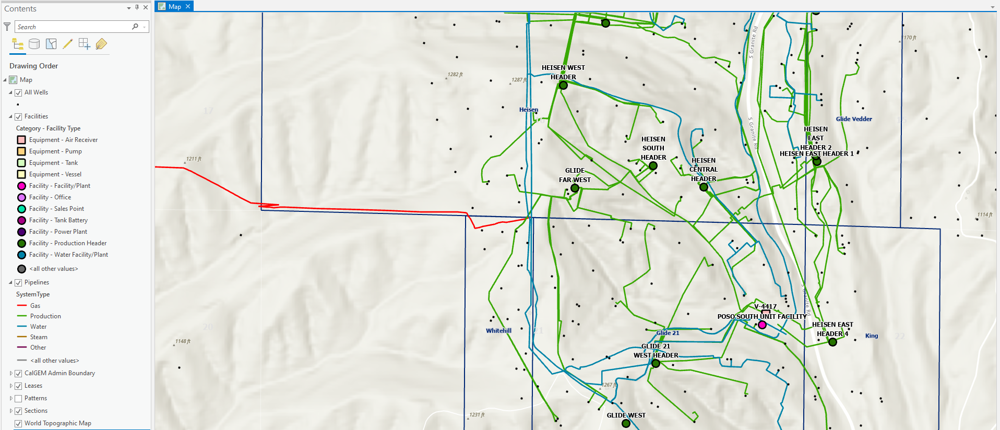 Contents
Map
Search
Drawing Order
Map
All Wells
Facilities
Category - Facility Type
Equipment - Air Receiver
Equipment - Pump
Equipment - Tank
Equipment - Vessel
Facility - Facility/Plant
Facility - Office
Facility - Sales Point
Facility - Tank Battery
Facility - Power Plant
Facility - Production Header
Facility - Water Facility/Plant
<all other values>
Pipelines
SystemType
Gas
Production
Water
Steam
Other
<all other values>
CalGEM Admin Boundary
Leases
Patterns
Sections
World Topographic Map
S Granite Rd
1170 ft
HEISEN WEST
HEADER
1282 ft
1287 ft
17
Heisen
16
S Granite Rd
Glide Vedder
HEISEN
EAST
HEADER 2
HEISEN EAST HEADER 1
HEISEN
SOUTH
HEADER
1211 ft
HEISEN
CENTRAL
HEADER
GLIDE
FAR WEST
1114 ft
S Granite Rd
V-4417
POSO SOUTH UNIT FACILITY
HEISEN EAST
HEADER 4
20
Whitehill
21
Glide 21
King
22
1148 ft
GLIDE 21
WEST HEADER
1267 ft
1231 ft
GLIDE WEST